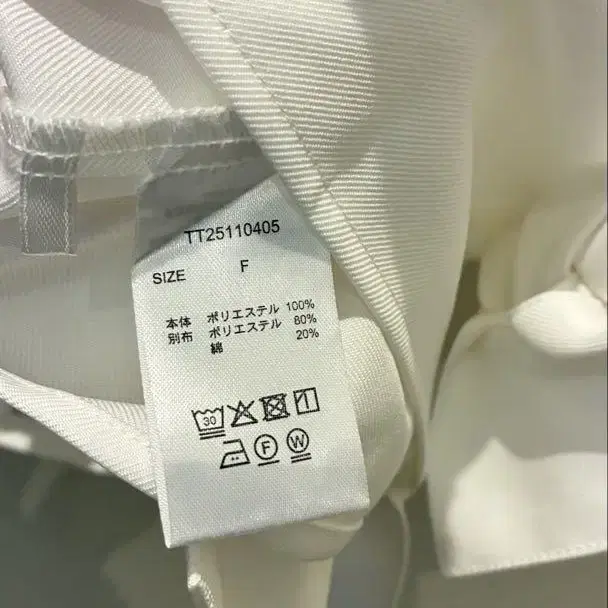 TT25110405
SIZE F
本体 ポリエステル 100%
別布 ポリエステル 80%
綿 20%
30
F W